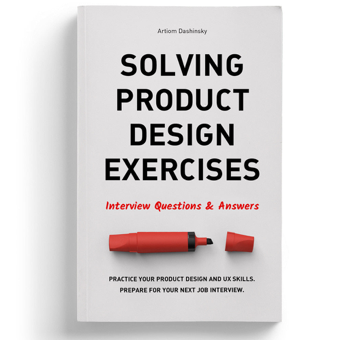 Artiom Dashinsky
SOLVING
PRODUCT
DESIGN
EXERCISES
Interview Questions & Answers
PRACTICE YOUR PRODUCT DESIGN AND UX SKILLS.
PREPARE FOR YOUR NEXT JOB INTERVIEW.